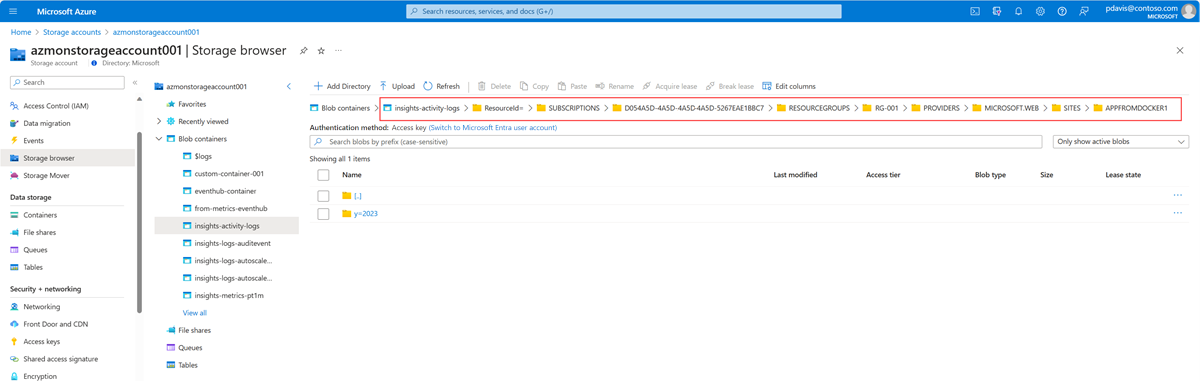 Microsoft Azure
Search resources, services, and docs (G+/)
pdavis@contoso.com
MICROSOFT
Home > Storage accounts > azmonstorageaccount001
azmonstorageaccount001 | Storage browser
Storage account
Directory: Microsoft
Search
Access Control (IAM)
Data migration
Events
Storage browser
Storage Mover
Data storage
Containers
File shares
Queues
Tables
Security + networking
Networking
Front Door and CDN
Access keys
Shared access signature
Encryption
azmonstorageaccount001
Favorites
Recently viewed
Blob containers
$logs
custom-container-001
eventhub-container
from-metrics-eventhub
insights-activity-logs
insights-logs-auditevent
insights-logs-autoscale...
insights-logs-autoscale...
insights-metrics-pt1m
View all
File shares
Queues
Tables
Add Directory Upload Refresh Delete Copy Paste Rename Acquire lease Break lease Edit columns
Blob containers > insights-activity-logs > ResourceId= > SUBSCRIPTIONS > D054A5D-4A5D-4A5D-4A5D-5267EAE1BBC7 > RESOURCEGROUPS > RG-001 > PROVIDERS > MICROSOFT.WEB > SITES > APPFROMDOCKER1
Authentication method: Access key (Switch to Microsoft Entra user account)
Search blobs by prefix (case-sensitive)
Only show active blobs
Showing all 1 items
Name Last modified Access tier Blob type Size Lease state
[..]
y=2023